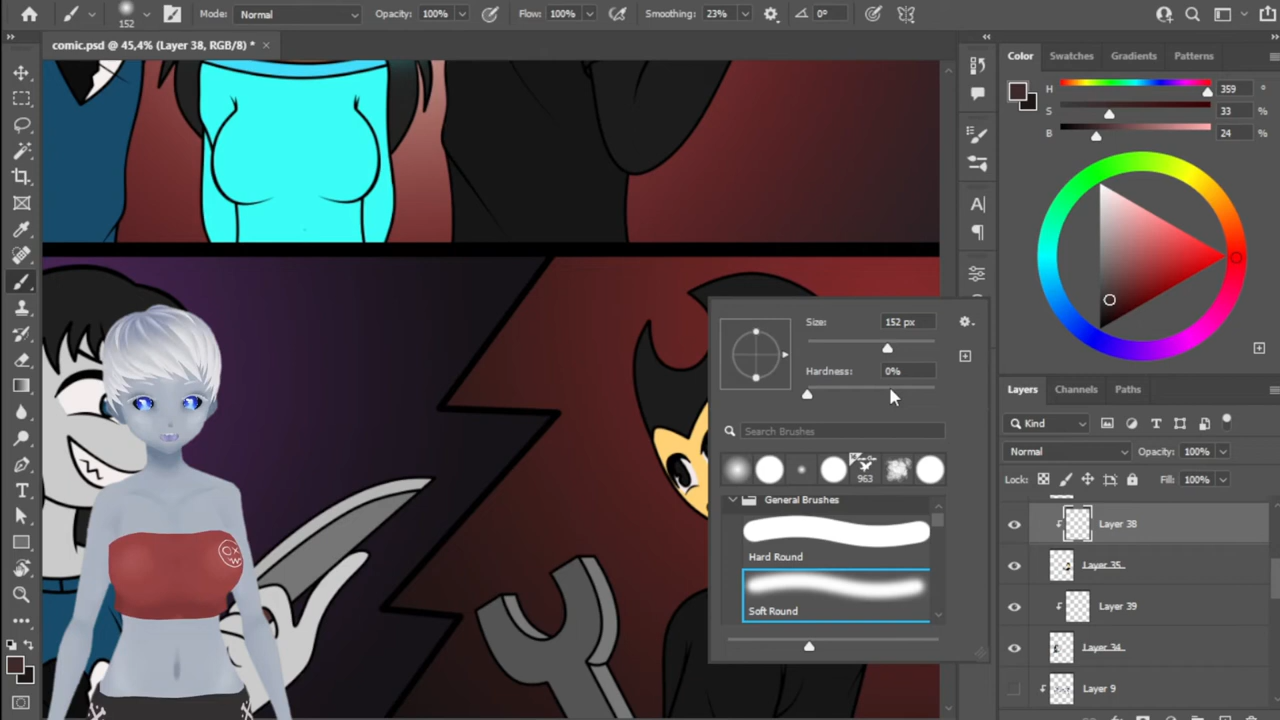 152
Mode: Normal
Opacity: 100%
Flow: 100%
Smoothing: 23%
0°
comic.psd @ 45,4% (Layer 38, RGB/8) * ×
Color Swatches Gradients Patterns
H 359 °
S 33 %
B 24 %
Size: 152 px
Hardness: 0%
Search Brushes
963
General Brushes
Hard Round
Soft Round
Layers Channels Paths
Kind
Normal Opacity: 100%
Lock: Fill: 100%
Layer 38
Layer 35
Layer 39
Layer 34
Layer 9